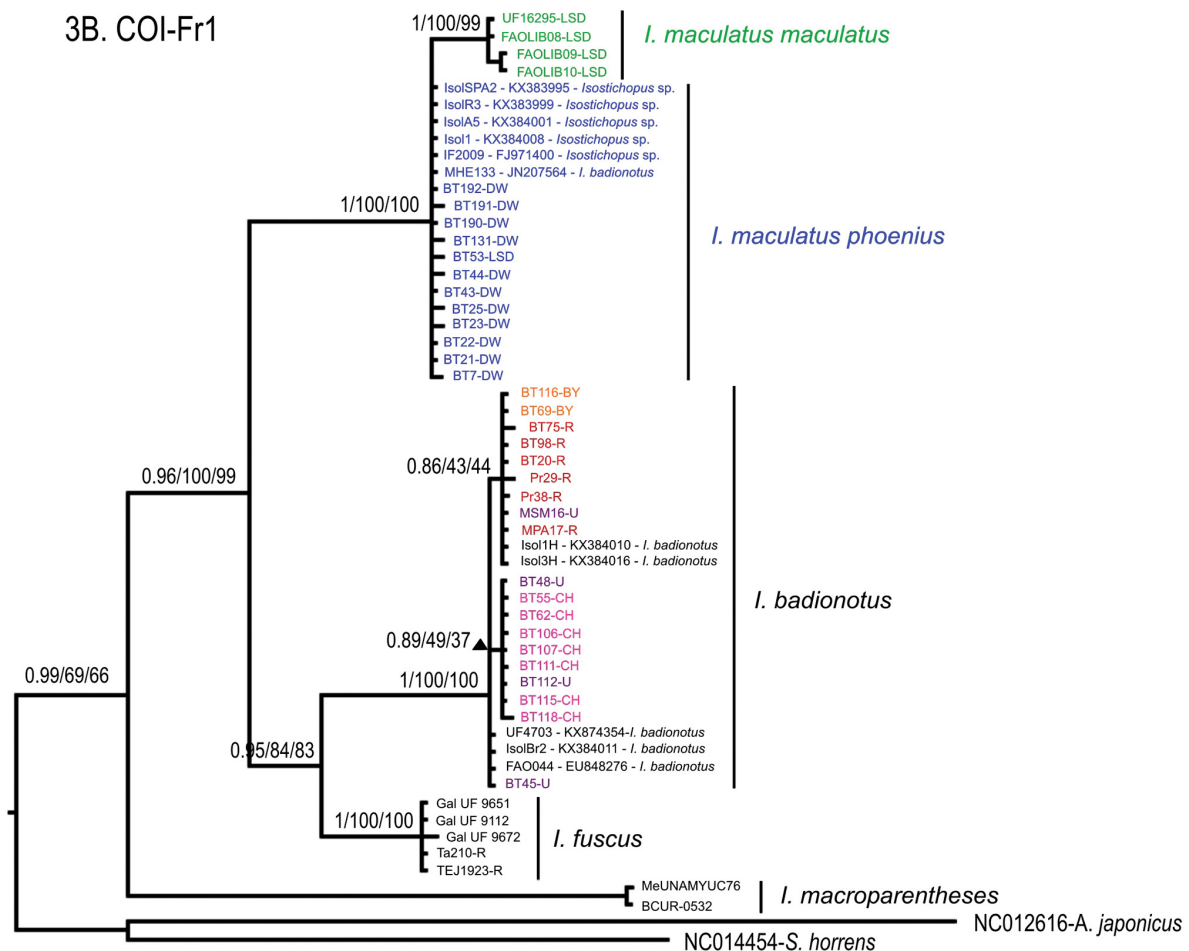 3B. COI-Fr1
1/100/99
UF16295-LSD
FAOLIB08-LSD
FAOLIB09-LSD
FAOLIB10-LSD
I. maculatus maculatus
IsolSPA2 - KX383995 - Isostichopus sp.
IsolR3 - KX383999 - Isostichopus sp.
IsolA5 - KX384001 - Isostichopus sp.
Isol1 - KX384008 - Isostichopus sp.
IF2009 - FJ971400 - Isostichopus sp.
MHE133 - JN207564 - I. badionotus
BT192-DW
1/100/100
BT191-DW
BT190-DW
BT131-DW
BT53-LSD
BT44-DW
BT43-DW
BT25-DW
BT23-DW
BT22-DW
BT21-DW
BT7-DW
I. maculatus phoenius
BT116-BY
BT69-BY
BT75-R
BT98-R
BT20-R
0.86/43/44
Pr29-R
0.96/100/99
Pr38-R
MSM16-U
MPA17-R
Isol1H - KX384010 - I. badionotus
Isol3H - KX384016 - I. badionotus
BT48-U
BT55-CH
I. badionotus
BT62-CH
BT106-CH
0.89/49/37
BT107-CH
BT111-CH
0.99/69/66
1/100/100
BT112-U
BT115-CH
BT118-CH
UF4703 - KX874354-I. badionotus
IsolBr2 - KX384011 - I. badionotus
0.95/84/83
FAO044 - EU848276 - I. badionotus
BT45-U
Gal UF 9651
1/100/100
Gal UF 9112
Gal UF 9672
Ta210-R
TEJ1923-R
I. fuscus
MeUNAMYUC76
BCUR-0532
I. macroparentheses
NC012616-A. japonicus
NC014454-S. horrens